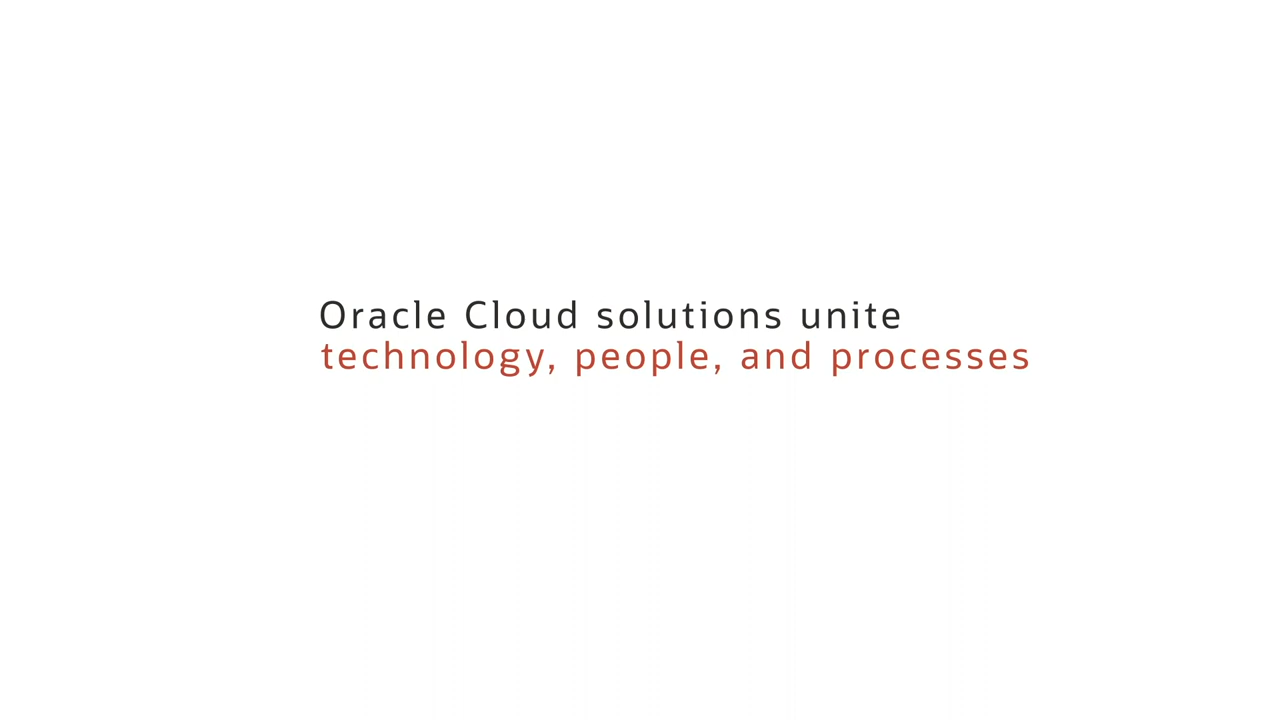 Oracle Cloud solutions unite
technology, people, and processes